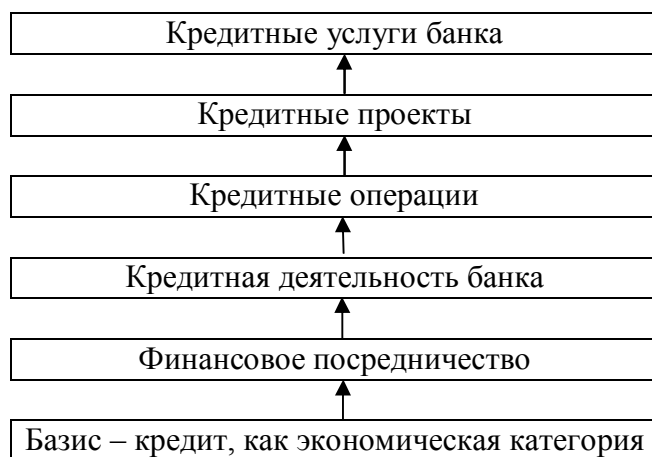 Кредитные услуги банка
Кредитные проекты
Кредитные операции
Кредитная деятельность банка
Финансовое посредничество
Базис – кредит, как экономическая категория